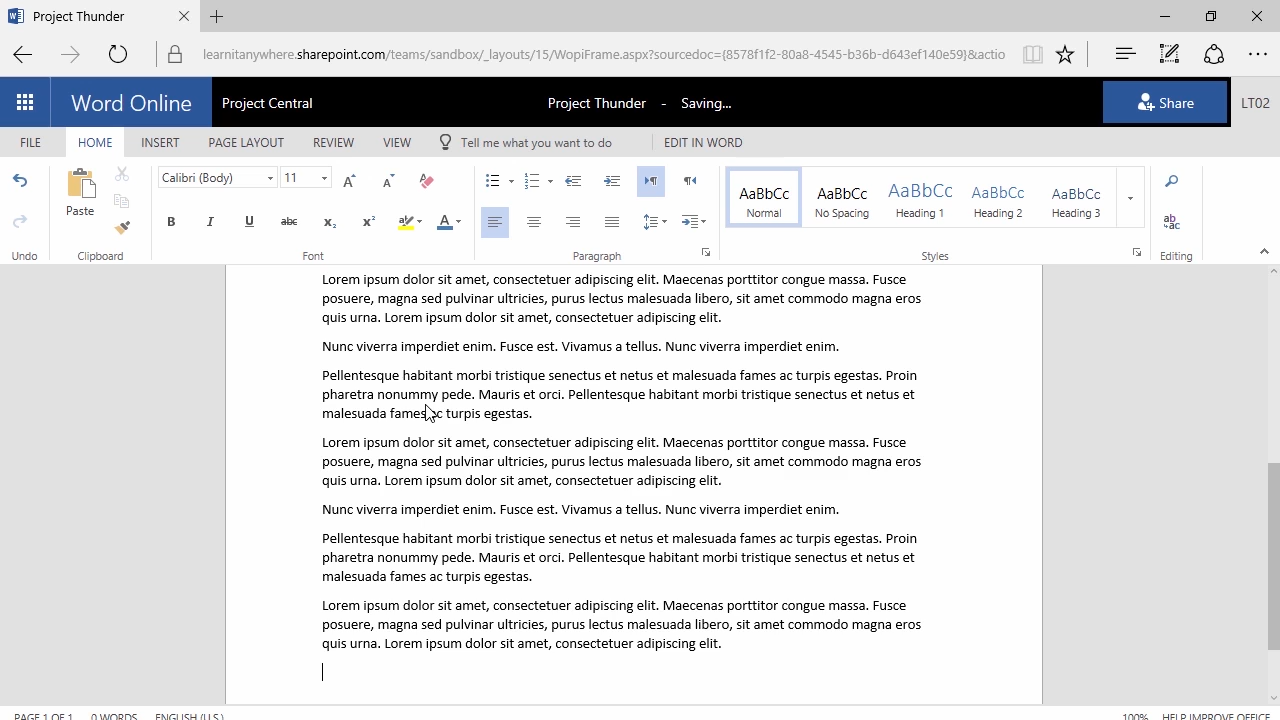 Project Thunder
learnitanywhere.sharepoint.com/teams/sandbox/_layouts/15/WopiFrame.aspx?sourcedoc={8578f1f2-80a8-4545-b36b-d643ef140e59}&actio
Word Online Project Central Project Thunder - Saving... Share LT02
FILE HOME INSERT PAGE LAYOUT REVIEW VIEW Tell me what you want to do EDIT IN WORD
Calibri (Body) 11
Paste
B I U abc x₂ x² ab A
AaBbCc AaBbCc AaBbCc AaBbCc AaBbCc
Normal No Spacing Heading 1 Heading 2 Heading 3
ab ac
Undo Clipboard Font Paragraph Styles Editing
Lorem ipsum dolor sit amet, consectetuer adipiscing elit. Maecenas porttitor congue massa. Fusce
posuere, magna sed pulvinar ultricies, purus lectus malesuada libero, sit amet commodo magna eros
quis urna. Lorem ipsum dolor sit amet, consectetuer adipiscing elit.
Nunc viverra imperdiet enim. Fusce est. Vivamus a tellus. Nunc viverra imperdiet enim.
Pellentesque habitant morbi tristique senectus et netus et malesuada fames ac turpis egestas. Proin
pharetra nonummy pede. Mauris et orci. Pellentesque habitant morbi tristique senectus et netus et
malesuada fames ac turpis egestas.
Lorem ipsum dolor sit amet, consectetuer adipiscing elit. Maecenas porttitor congue massa. Fusce
posuere, magna sed pulvinar ultricies, purus lectus malesuada libero, sit amet commodo magna eros
quis urna. Lorem ipsum dolor sit amet, consectetuer adipiscing elit.
Nunc viverra imperdiet enim. Fusce est. Vivamus a tellus. Nunc viverra imperdiet enim.
Pellentesque habitant morbi tristique senectus et netus et malesuada fames ac turpis egestas. Proin
pharetra nonummy pede. Mauris et orci. Pellentesque habitant morbi tristique senectus et netus et
malesuada fames ac turpis egestas.
Lorem ipsum dolor sit amet, consectetuer adipiscing elit. Maecenas porttitor congue massa. Fusce
posuere, magna sed pulvinar ultricies, purus lectus malesuada libero, sit amet commodo magna eros
quis urna. Lorem ipsum dolor sit amet, consectetuer adipiscing elit.
PAGE 1 OF 1 0 WORDS ENGLISH (U.S.) 100% HELP IMPROVE OFFICE